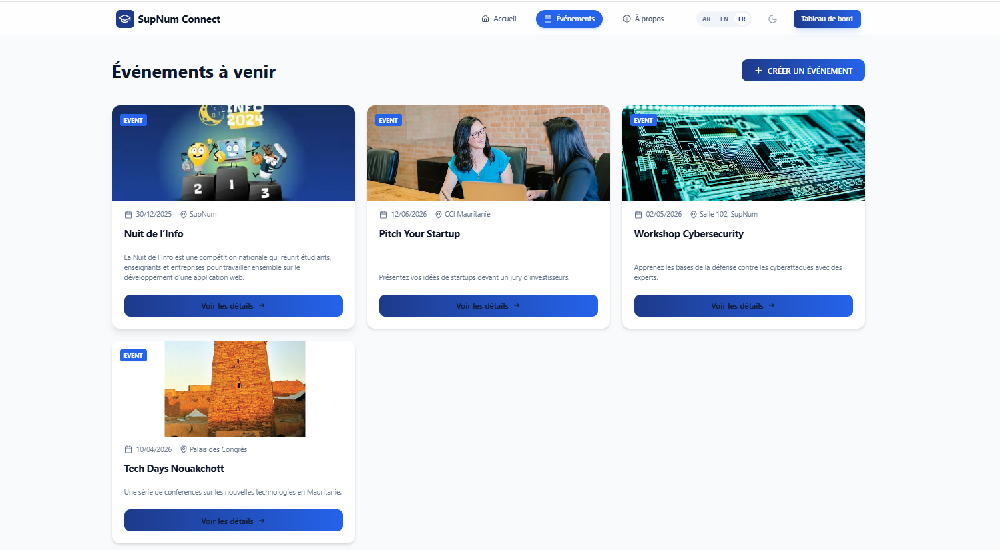 SupNum Connect
Accueil
Événements
À propos
AR EN FR
Tableau de bord
Événements à venir
+ CRÉER UN ÉVÉNEMENT
EVENT
INFO
2024
2 1 3
30/12/2025 SupNum
Nuit de l'Info
La Nuit de l'Info est une compétition nationale qui réunit étudiants,
enseignants et entreprises pour travailler ensemble sur le
développement d'une application web.
Voir les détails →
EVENT
12/06/2026 CCI Mauritanie
Pitch Your Startup
Présentez vos idées de startups devant un jury d'investisseurs.
Voir les détails →
EVENT
02/05/2026 Salle 102, SupNum
Workshop Cybersecurity
Apprenez les bases de la défense contre les cyberattaques avec des
experts.
Voir les détails →
EVENT
10/04/2026 Palais des Congrès
Tech Days Nouakchott
Une série de conférences sur les nouvelles technologies en Mauritanie.
Voir les détails →